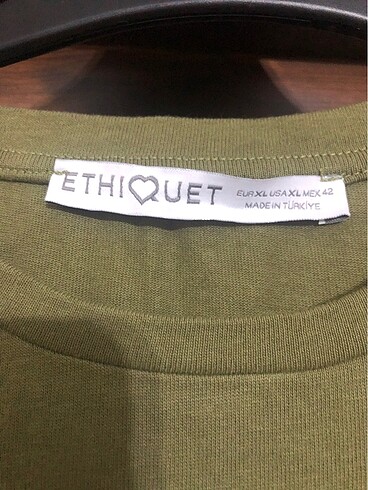 ETHIQUET
EUR XL USA XL MEX 42
MADE IN TÜRKİYE